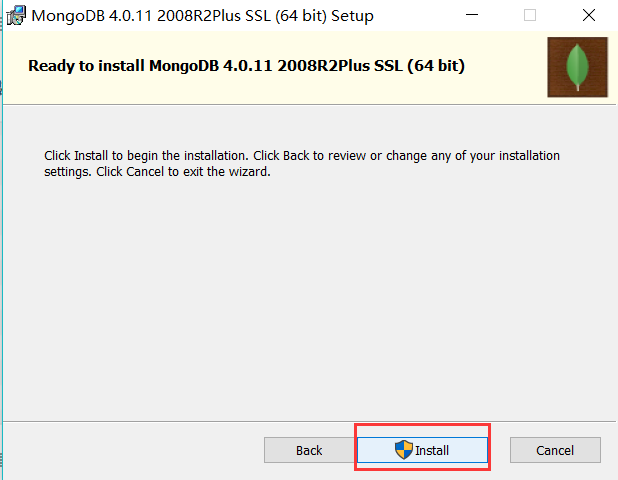 MongoDB 4.0.11 2008R2Plus SSL (64 bit) Setup
Ready to install MongoDB 4.0.11 2008R2Plus SSL (64 bit)
Click Install to begin the installation. Click Back to review or change any of your installation
settings. Click Cancel to exit the wizard.
Back
Install
Cancel